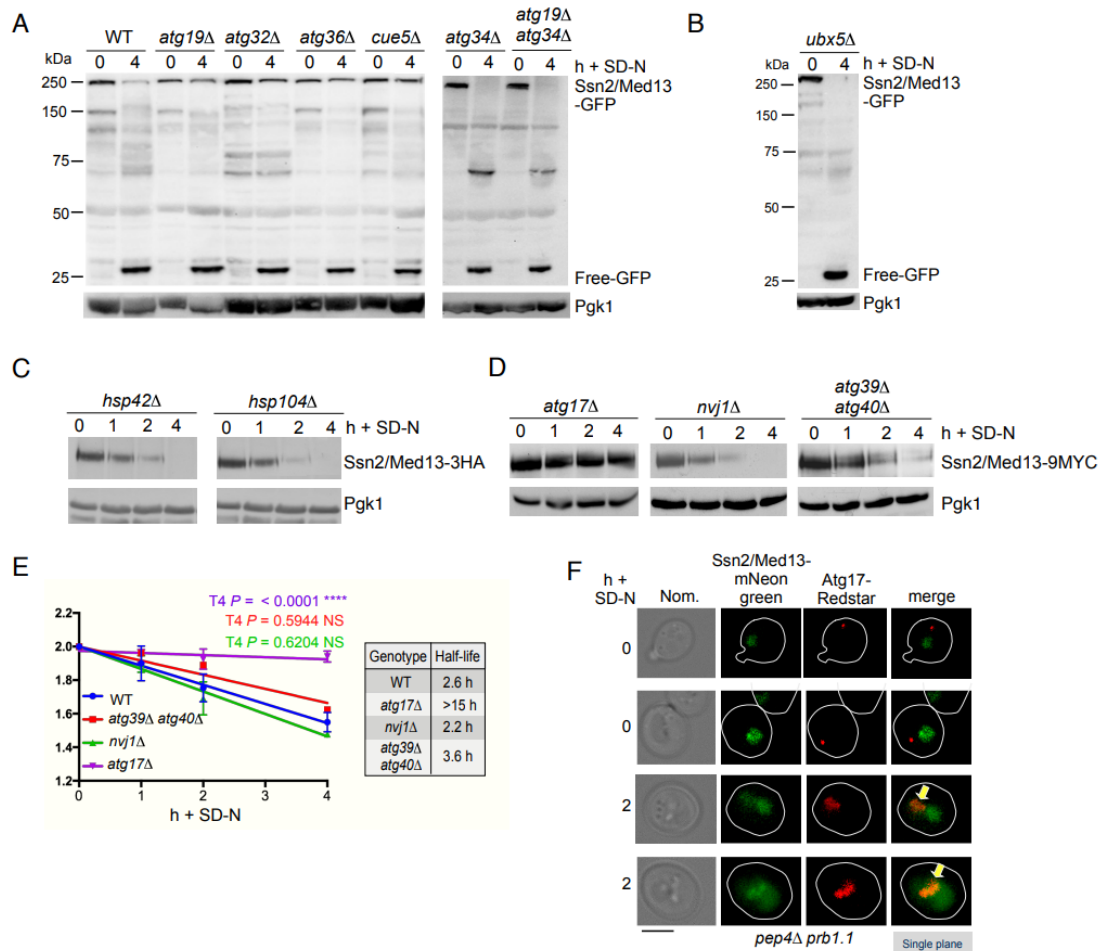 A
WT atg19Δ atg32Δ atg36Δ cue5Δ atg34Δ atg19Δ atg34Δ
kDa 0 4 0 4 0 4 0 4 0 4 0 4 0 4 h + SD-N
250 Ssn2/Med13
-GFP
150
75
50
25 Free-GFP
Pgk1
B
ubx5Δ
kDa 0 4 h + SD-N
250 Ssn2/Med13
-GFP
150
75
50
25 Free-GFP
Pgk1
C
hsp42Δ hsp104Δ
0 1 2 4 0 1 2 4 h + SD-N
Ssn2/Med13-3HA
Pgk1
D
atg17Δ nvj1Δ atg39Δ atg40Δ
0 1 2 4 0 1 2 4 0 1 2 4 h + SD-N
Ssn2/Med13-9MYC
Pgk1
E
T4 P = < 0.0001 ****
T4 P = 0.5944 NS
T4 P = 0.6204 NS
2.2
2.0
1.8
1.6
1.4
1.2
WT
atg39Δ atg40Δ
nvj1Δ
atg17Δ
0 1 2 3 4
h + SD-N
Genotype Half-life
WT 2.6 h
atg17Δ >15 h
nvj1Δ 2.2 h
atg39Δ
atg40Δ 3.6 h
F
h +
SD-N
Nom.
Ssn2/Med13-
mNeon
green
Atg17-
Redstar
merge
0
0
2
2
pep4Δ prb1.1
Single plane